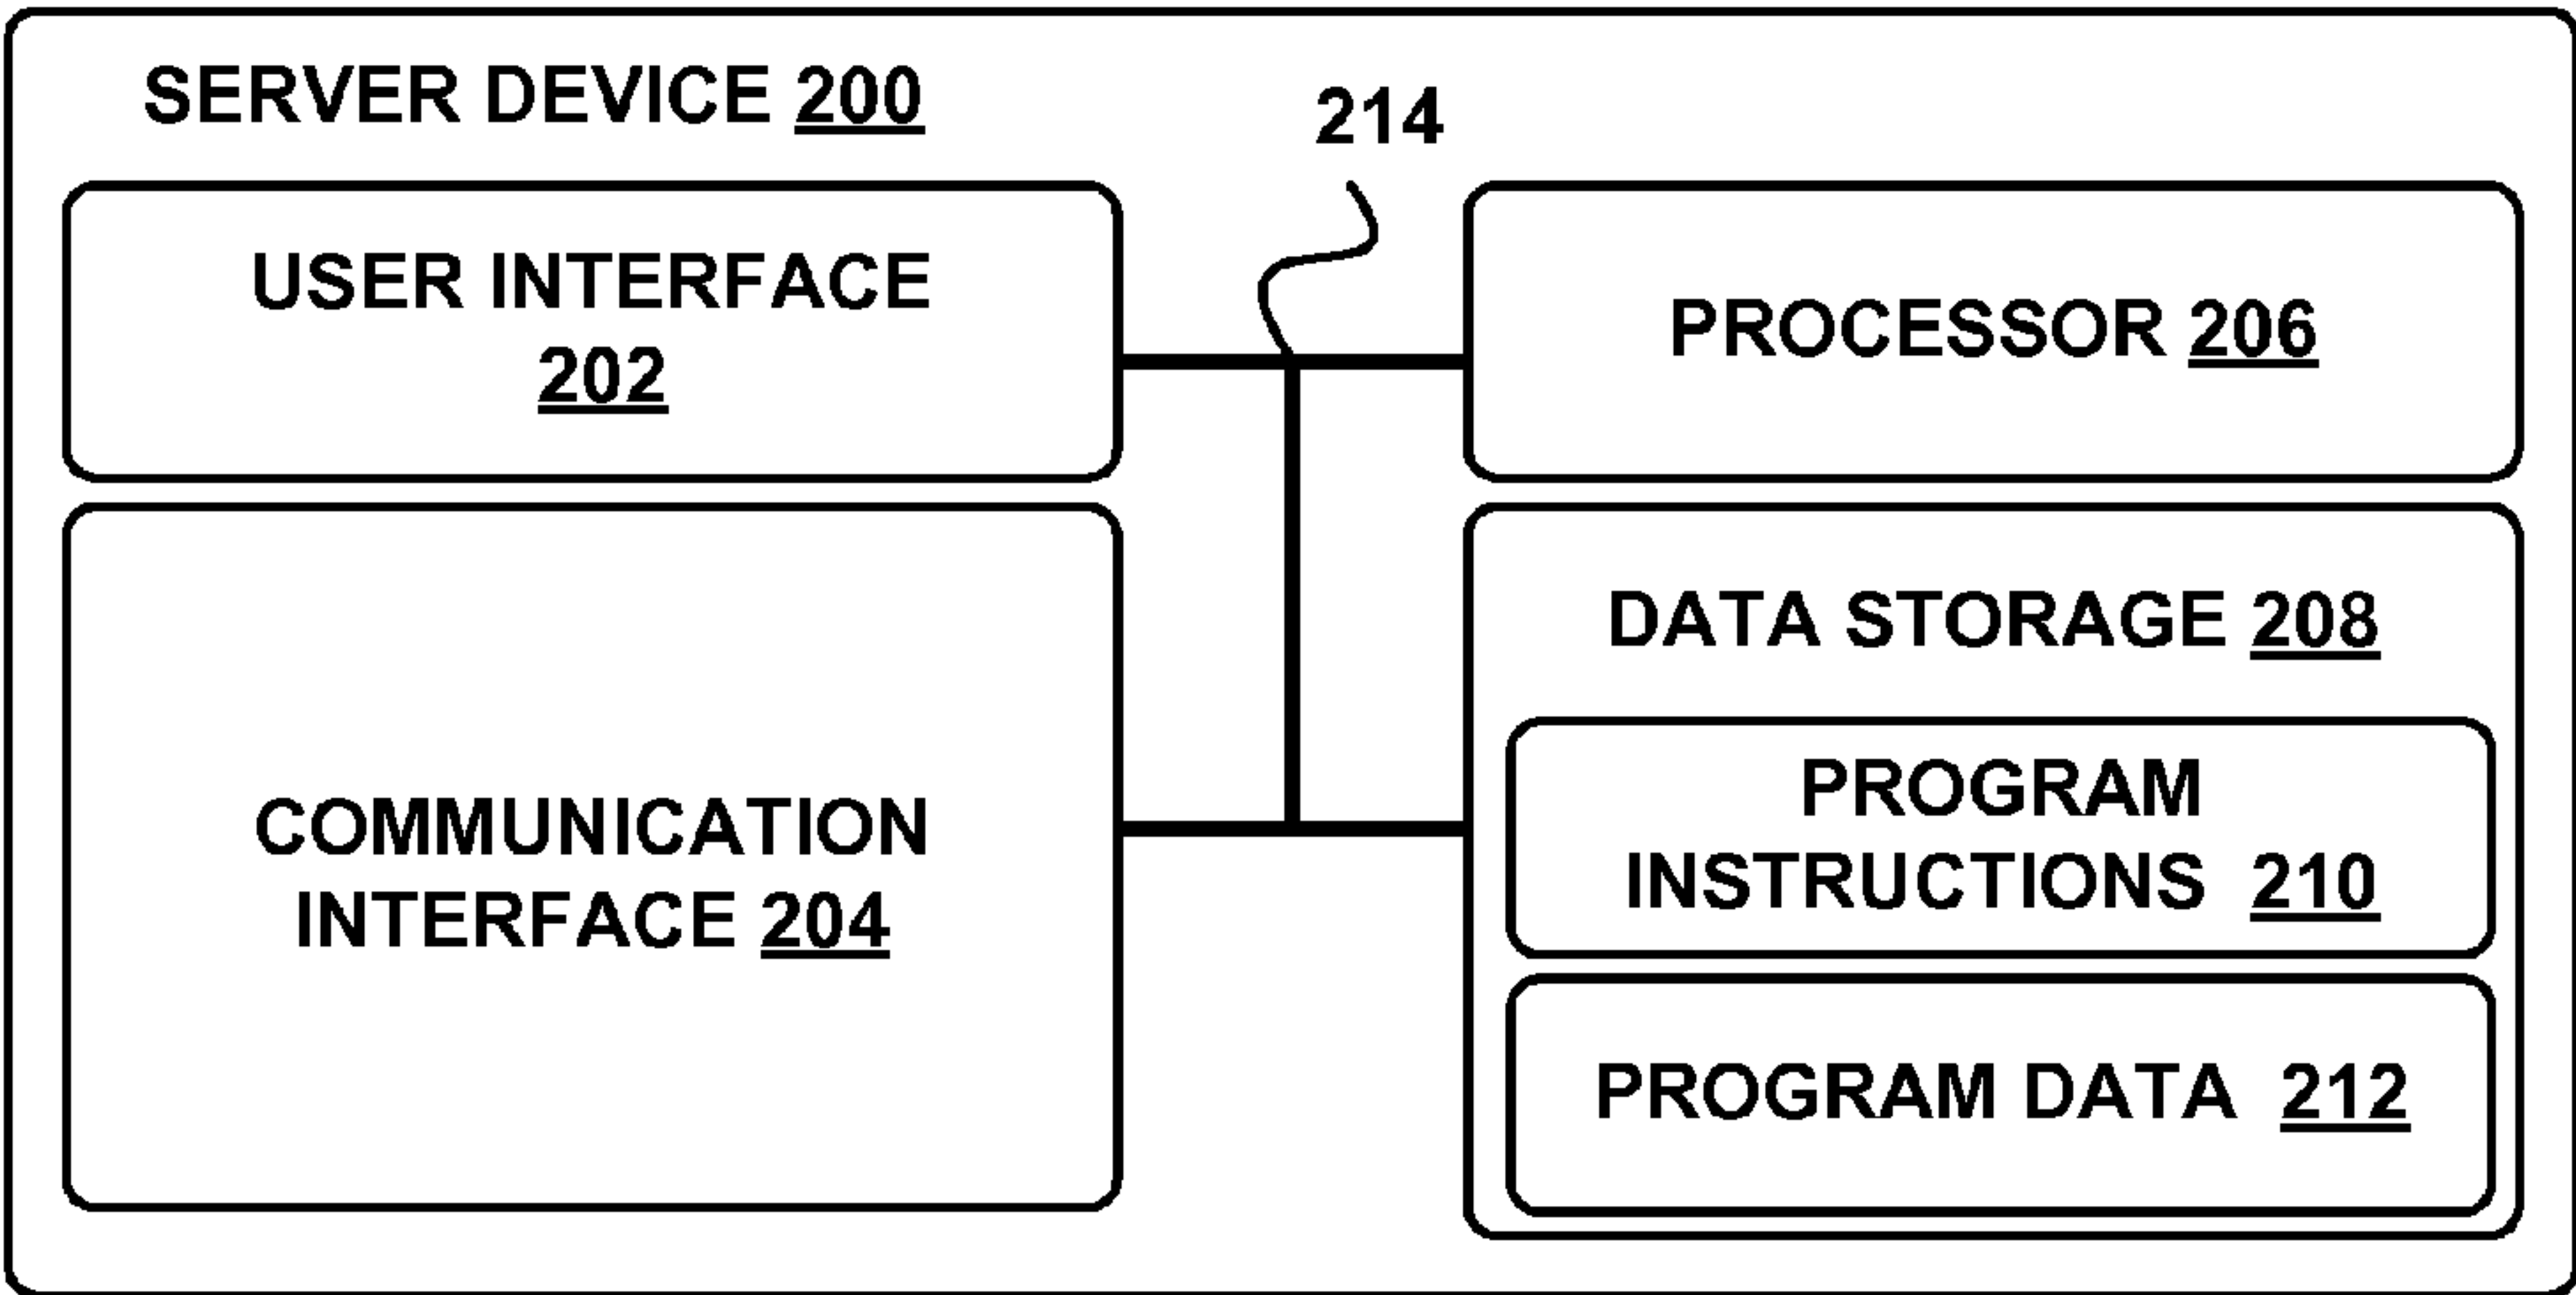 SERVER DEVICE 200
214
USER INTERFACE
202
PROCESSOR 206
COMMUNICATION
INTERFACE 204
DATA STORAGE 208
PROGRAM
INSTRUCTIONS 210
PROGRAM DATA 212